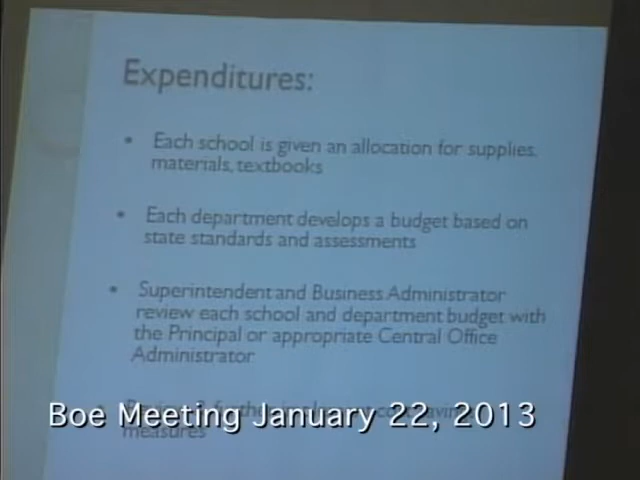 Expenditures:
• Each school is given an allocation for supplies,
materials, textbooks
• Each department develops a budget based on
state standards and assessments
• Superintendent and Business Administrator
review each school and department budget with
the Principal or appropriate Central Office
Administrator
Boe Meeting January 22, 2013
measures